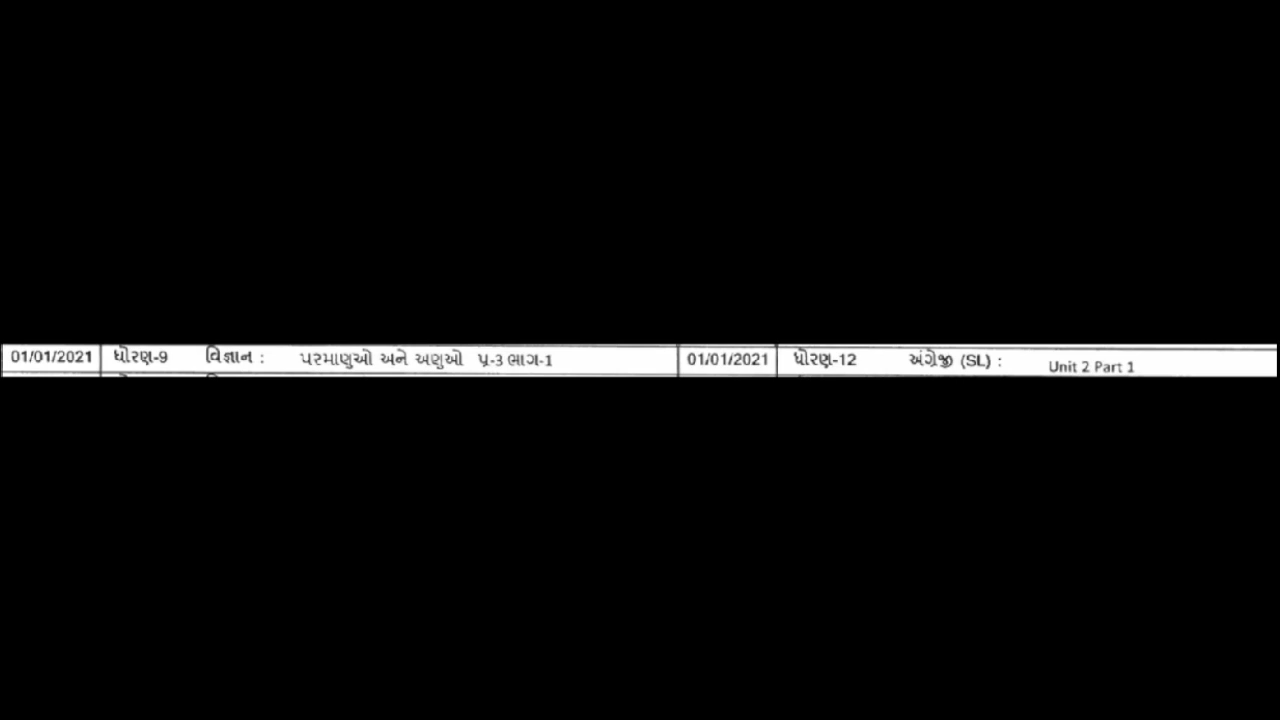 01/01/2021 ધોરણ-9 વિજ્ઞાન : પરમાણુઓ અને અણુઓ પ્ર-3 ભાગ-1 01/01/2021 ધોરણ-12 અંગ્રેજી (SL) : Unit 2 Part 1